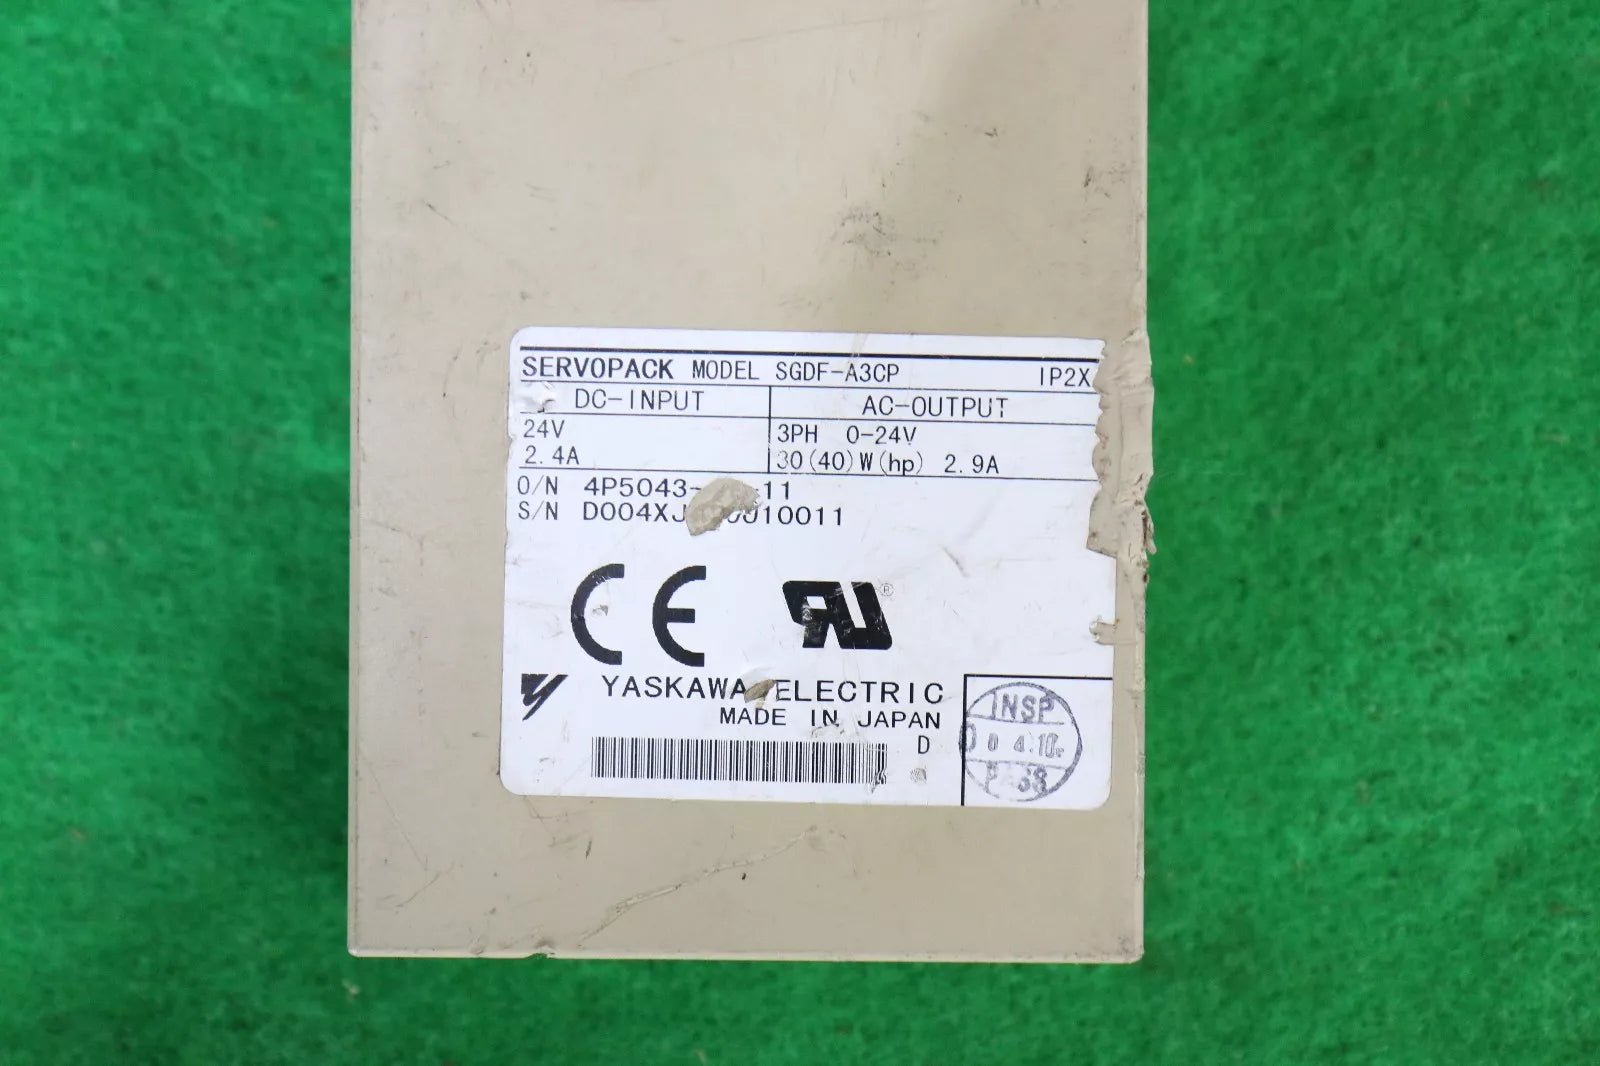 SERVOPACK MODEL SGDF-A3CP IP2X
DC-INPUT AC-OUTPUT
24V 3PH 0-24V
2.4A 30(40)W(hp) 2.9A
O/N 4P5043- 11
S/N D004XJ 0010011
CE
®
YASKAWA ELECTRIC
MADE IN JAPAN
D
INSP